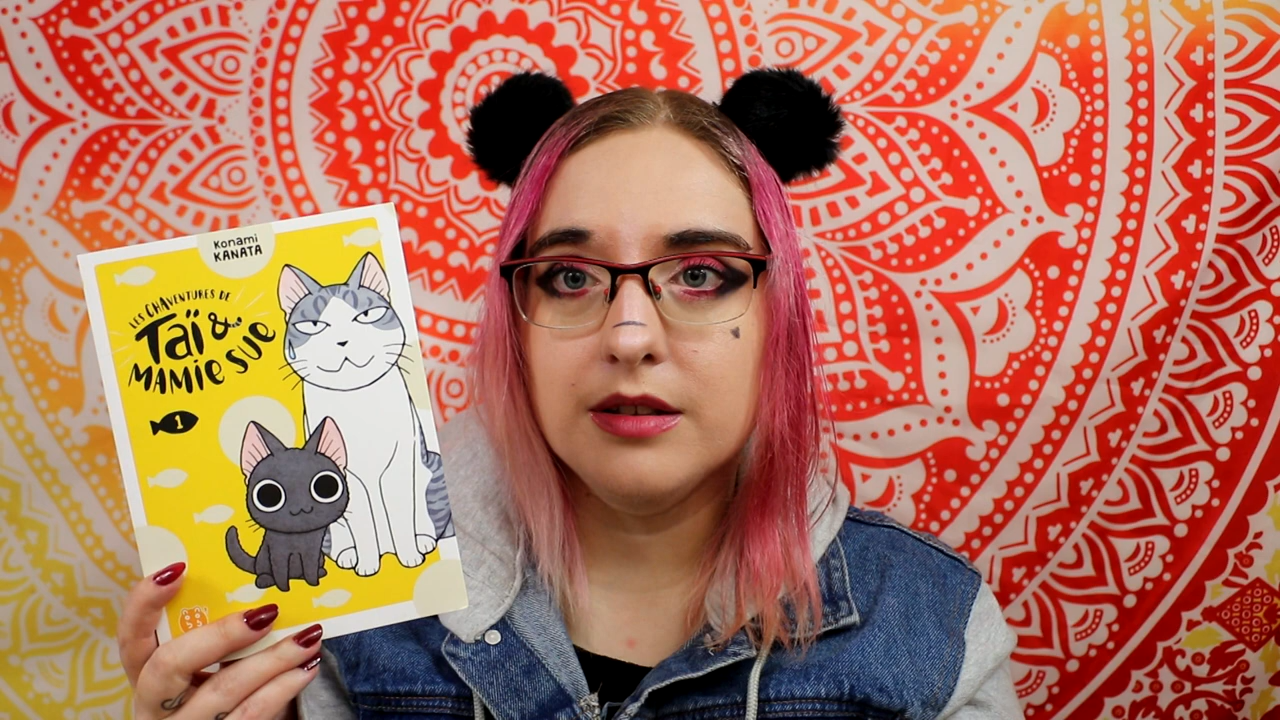 Konami
KANATA
LES CHAVENTURES DE
Taï &...
MAMIE SUE
1